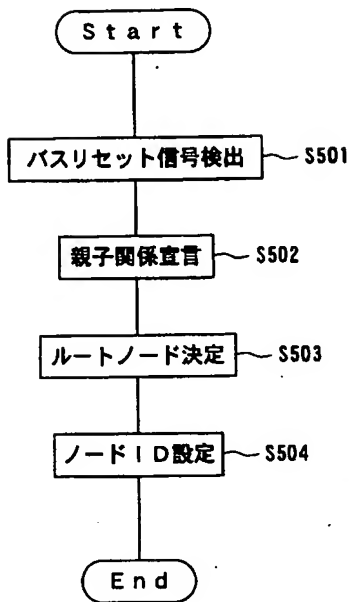 Start
バスリセット信号検出 S501
親子関係宣言 S502
ルートノード決定 S503
ノードID設定 S504
End